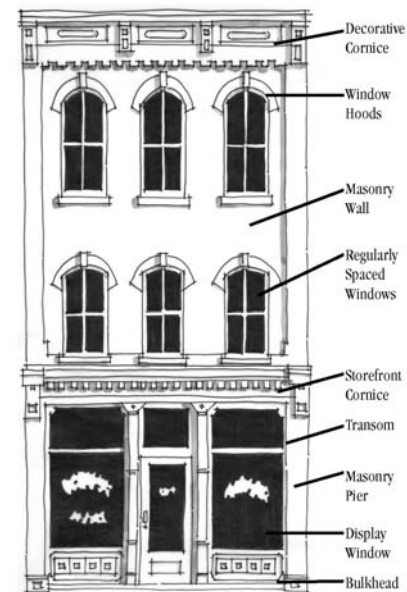 Decorative
Cornice
Window
Hoods
Masonry
Wall
Regularly
Spaced
Windows
Storefront
Cornice
Transom
Masonry
Pier
Display
Window
Bulkhead